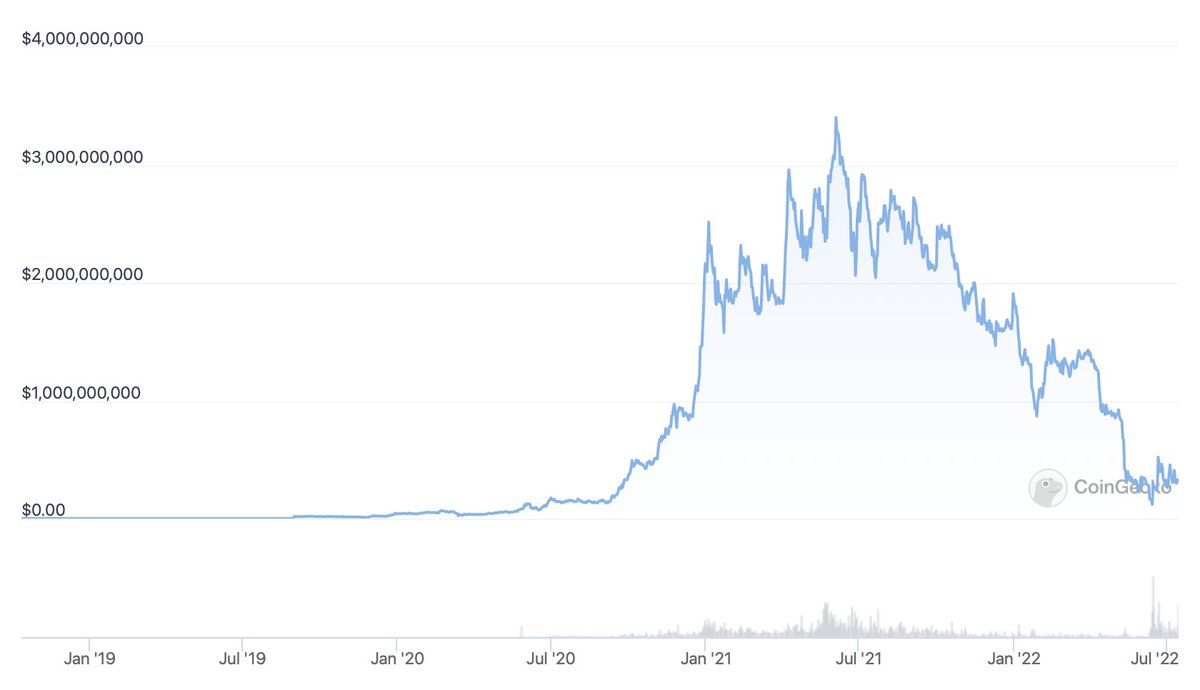 $4,000,000,000
$3,000,000,000
$2,000,000,000
$1,000,000,000
$0.00
CoinGecko
Jan '19
Jul '19
Jan '20
Jul '20
Jan '21
Jul '21
Jan '22
Jul '22